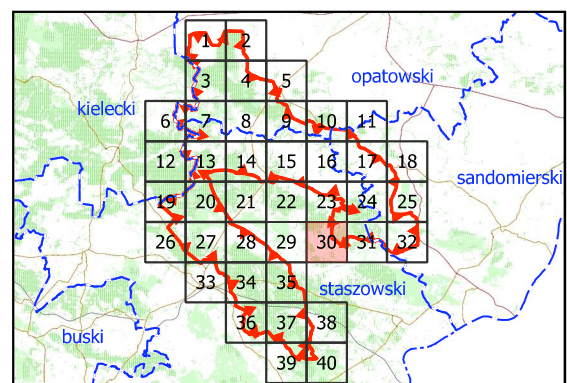 1 2
3 4 5
opatowski
kielecki
6 7 8 9 10 11
12 13 14 15 16 17 18
sandomierski
19 20 21 22 23 24 25
26 27 28 29 30 31 32
33 34 35
staszowski
36 37 38
buski
39 40